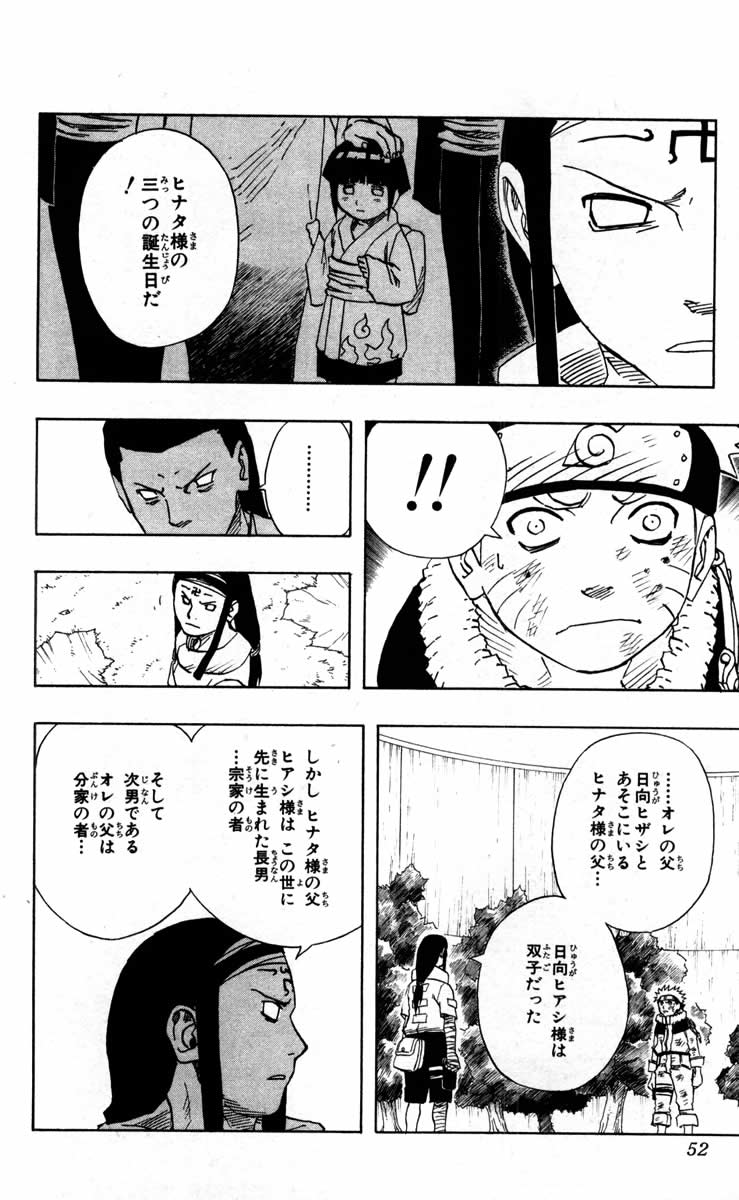 ヒナタ様の
三つの誕生日だ
！
!!
………
……オレの父
日向ヒザシと
あそこにいる
ヒナタ様の父…
日向ヒアシ様は
双子だった
しかし ヒナタ様の父
ヒアシ様は この世に
先に生まれた長男
…宗家の者
そして
次男である
オレの父は
分家の者…
52